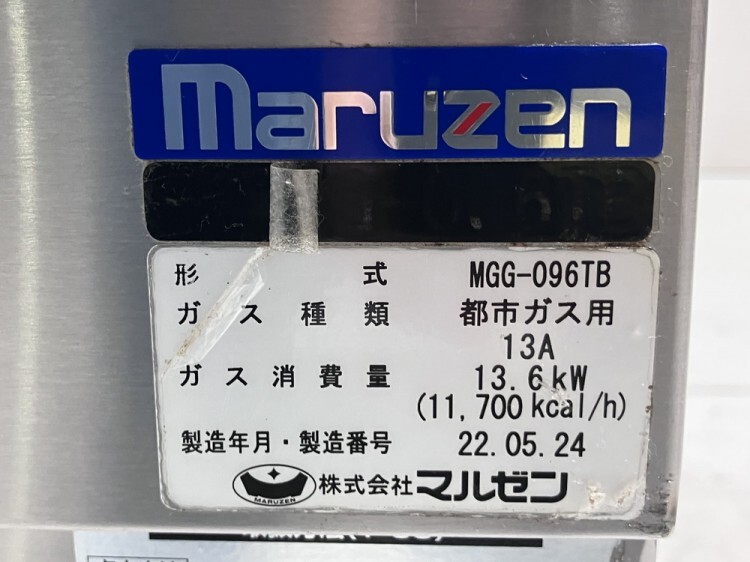 maruzen
形 式 MGG-096TB
ガ ス 種 類 都市ガス用
13A
ガ ス 消 費 量 13.6kW
(11,700kcal/h)
製造年月・製造番号 22.05.24
MARUZEN 株式会社マルゼン